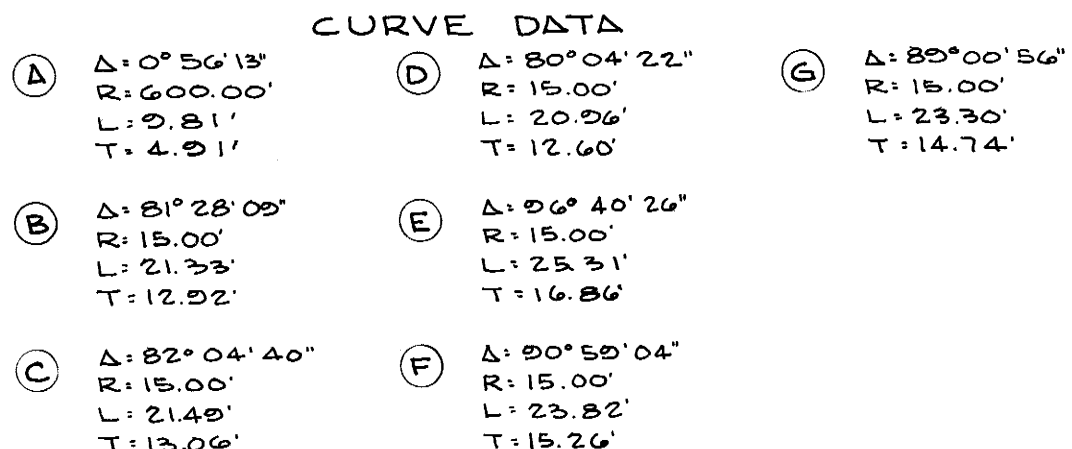 CURVE DATA
A
Δ: 0° 56' 13"
R: 600.00'
L: 9.81'
T: 4.91'
B
Δ: 81° 28' 09"
R: 15.00'
L: 21.33'
T: 12.92'
C
Δ: 82° 04' 40"
R: 15.00'
L: 21.49'
T: 13.06'
D
Δ: 80° 04' 22"
R: 15.00'
L: 20.96'
T= 12.60'
E
Δ: 96° 40' 26"
R: 15.00'
L: 25.31'
T: 16.86'
F
Δ: 90° 59' 04"
R: 15.00'
L: 23.82'
T: 15.26'
G
Δ: 89° 00' 56"
R: 15.00'
L: 23.30'
T: 14.74'